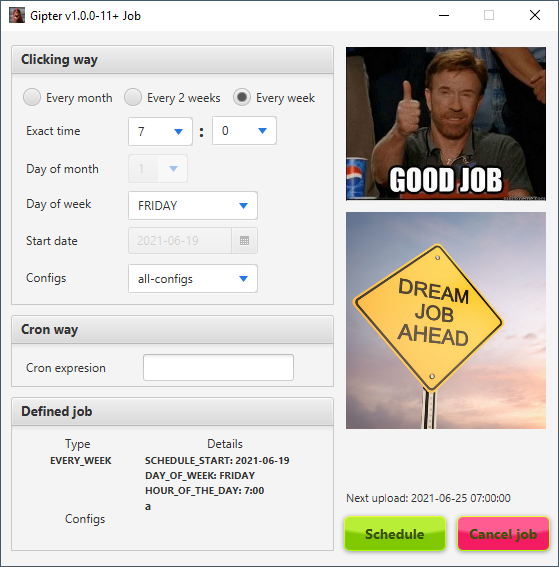 Gipter v1.0.0-11+ Job
Clicking way
Every month
Every 2 weeks
Every week
Exact time
7
:
0
Day of month
1
Day of week
FRIDAY
Start date
2021-06-19
Configs
all-configs
Cron way
Cron expresion
Defined job
Type
Details
EVERY_WEEK
SCHEDULE_START: 2021-06-19
DAY_OF_WEEK: FRIDAY
HOUR_OF_THE_DAY: 7:00
a
Configs
pepsi
GOOD JOB
DREAM
JOB
AHEAD
Next upload: 2021-06-25 07:00:00
Schedule
Cancel job